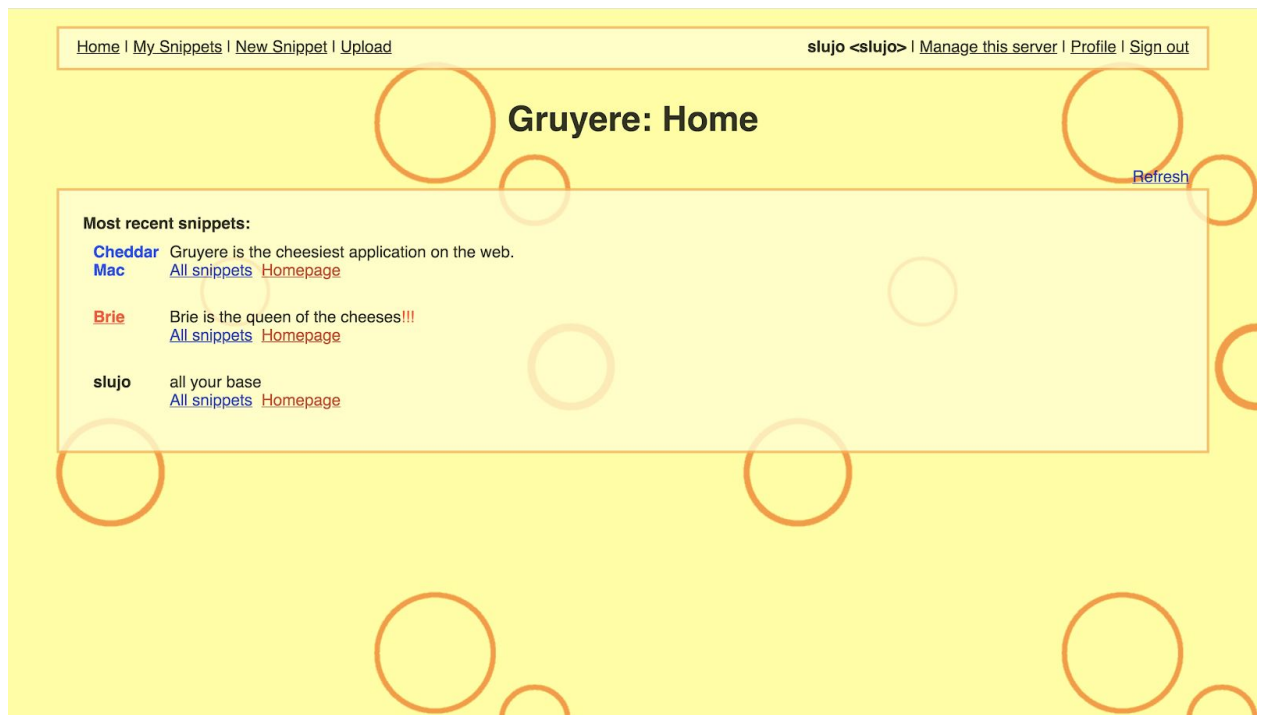 Home | My Snippets | New Snippet | Upload
slujo <slujo> | Manage this server | Profile | Sign out
Gruyere: Home
Refresh
Most recent snippets:
Cheddar Mac
Gruyere is the cheesiest application on the web.
All snippets Homepage
Brie
Brie is the queen of the cheeses!!!
All snippets Homepage
slujo
all your base
All snippets Homepage